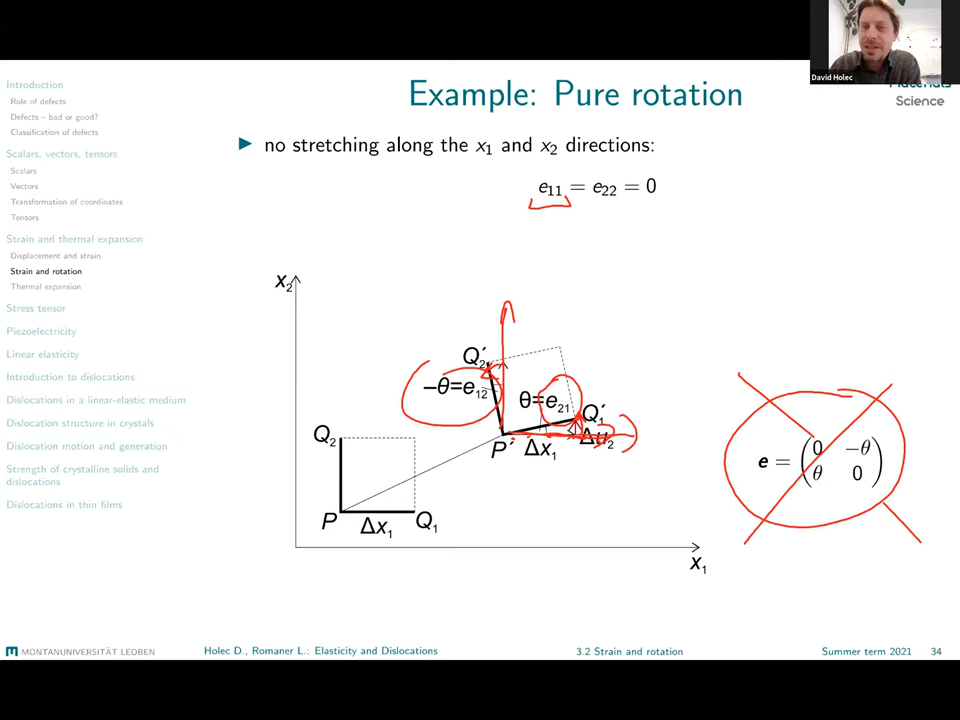 David Holec
Materials
Science
Introduction
Role of defects
Defects – bad or good?
Classification of defects
Scalars, vectors, tensors
Scalars
Vectors
Transformation of coordinates
Tensors
Strain and thermal expansion
Displacement and strain
Strain and rotation
Thermal expansion
Stress tensor
Piezoelectricity
Linear elasticity
Introduction to dislocations
Dislocations in a linear-elastic medium
Dislocation structure in crystals
Dislocation motion and generation
Strength of crystalline solids and
dislocations
Dislocations in thin films
Example: Pure rotation
▶ no stretching along the x₁ and x₂ directions:
e₁₁ = e₂₂ = 0
x₂
Q₂´
–θ=e₁₂
θ=e₂₁
Q₁´
Δu₂
P´
Δx₁
Q₂
P
Δx₁
Q₁
x₁
e = (0 −θ
θ 0)
MONTANUNIVERSITÄT LEOBEN
Holec D., Romaner L.: Elasticity and Dislocations
3.2 Strain and rotation
Summer term 2021
34